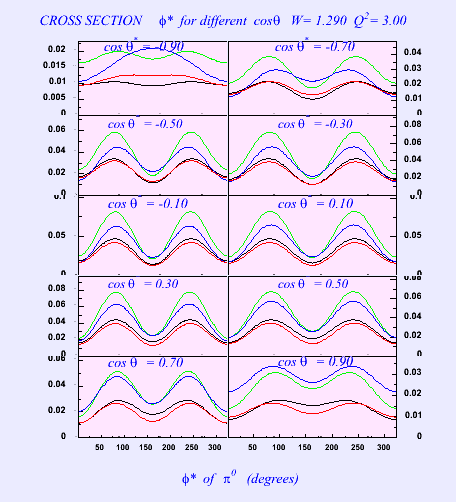 CROSS SECTION φ* for different cosθ W= 1.290 Q²= 3.00
cos θ* = -0.90 cos θ* = -0.70
0.02 0.04
0.015 0.03
0.01 0.02
0.005 0.01
0 0
cos θ = -0.50 cos θ = -0.30
0.06 0.08
0.04 0.06
0.02 0.04
0 0.02
0
0.1 cos θ = -0.10 cos θ = 0.10 0.1
0.05 0.05
0 0
cos θ = 0.30 cos θ = 0.50 0.08
0.08 0.06
0.06 0.04
0.04 0.02
0.02 0
0
0.06 cos θ = 0.70 cos θ = 0.90
0.04 0.03
0.02 0.02
0 0.01
0
50 100 150 200 250 300 50 100 150 200 250 300
φ* of π⁰ (degrees)